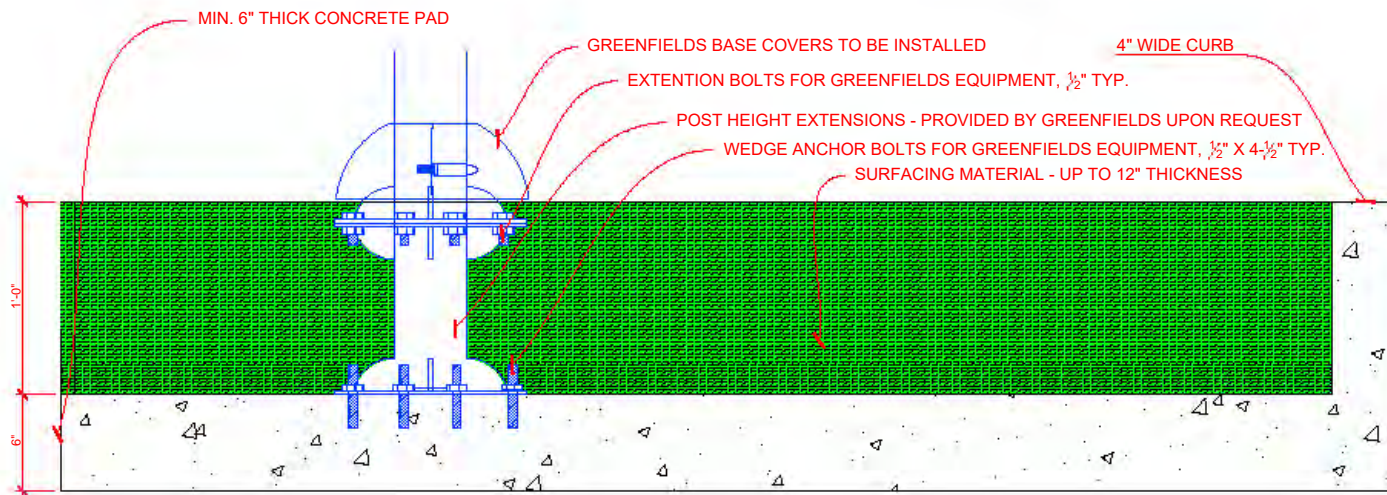 MIN. 6" THICK CONCRETE PAD
GREENFIELDS BASE COVERS TO BE INSTALLED
4" WIDE CURB
EXTENTION BOLTS FOR GREENFIELDS EQUIPMENT, ½" TYP.
POST HEIGHT EXTENSIONS - PROVIDED BY GREENFIELDS UPON REQUEST
WEDGE ANCHOR BOLTS FOR GREENFIELDS EQUIPMENT, ½" X 4-½" TYP.
SURFACING MATERIAL - UP TO 12" THICKNESS
1'-0"
6"